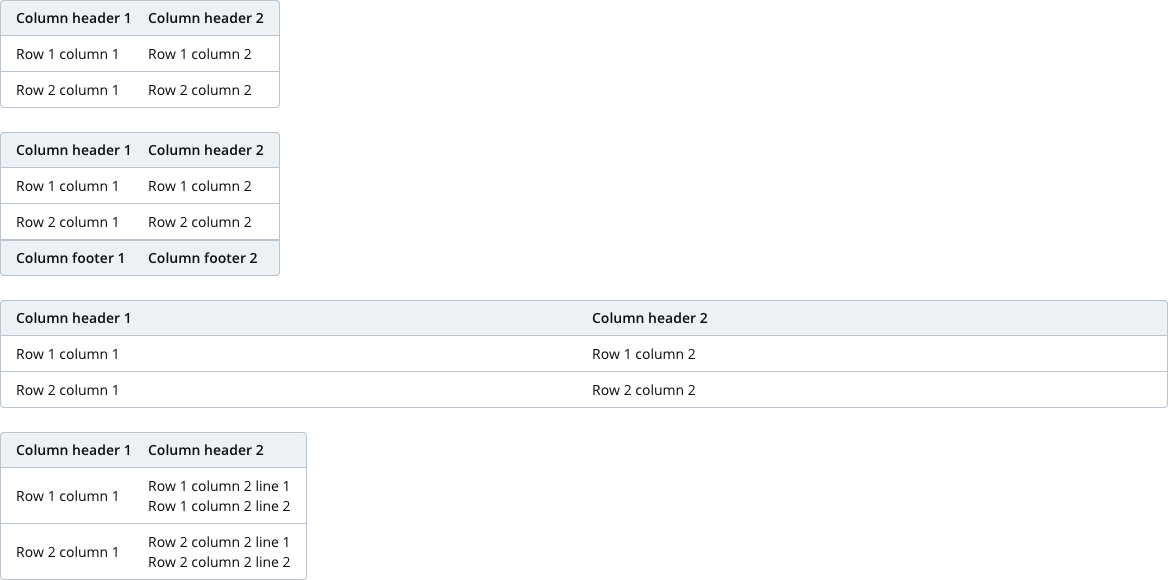 Column header 1 Column header 2
Row 1 column 1 Row 1 column 2
Row 2 column 1 Row 2 column 2
Column header 1 Column header 2
Row 1 column 1 Row 1 column 2
Row 2 column 1 Row 2 column 2
Column footer 1 Column footer 2
Column header 1 Column header 2
Row 1 column 1 Row 1 column 2
Row 2 column 1 Row 2 column 2
Column header 1 Column header 2
Row 1 column 1
Row 1 column 2 line 1
Row 1 column 2 line 2
Row 2 column 1
Row 2 column 2 line 1
Row 2 column 2 line 2